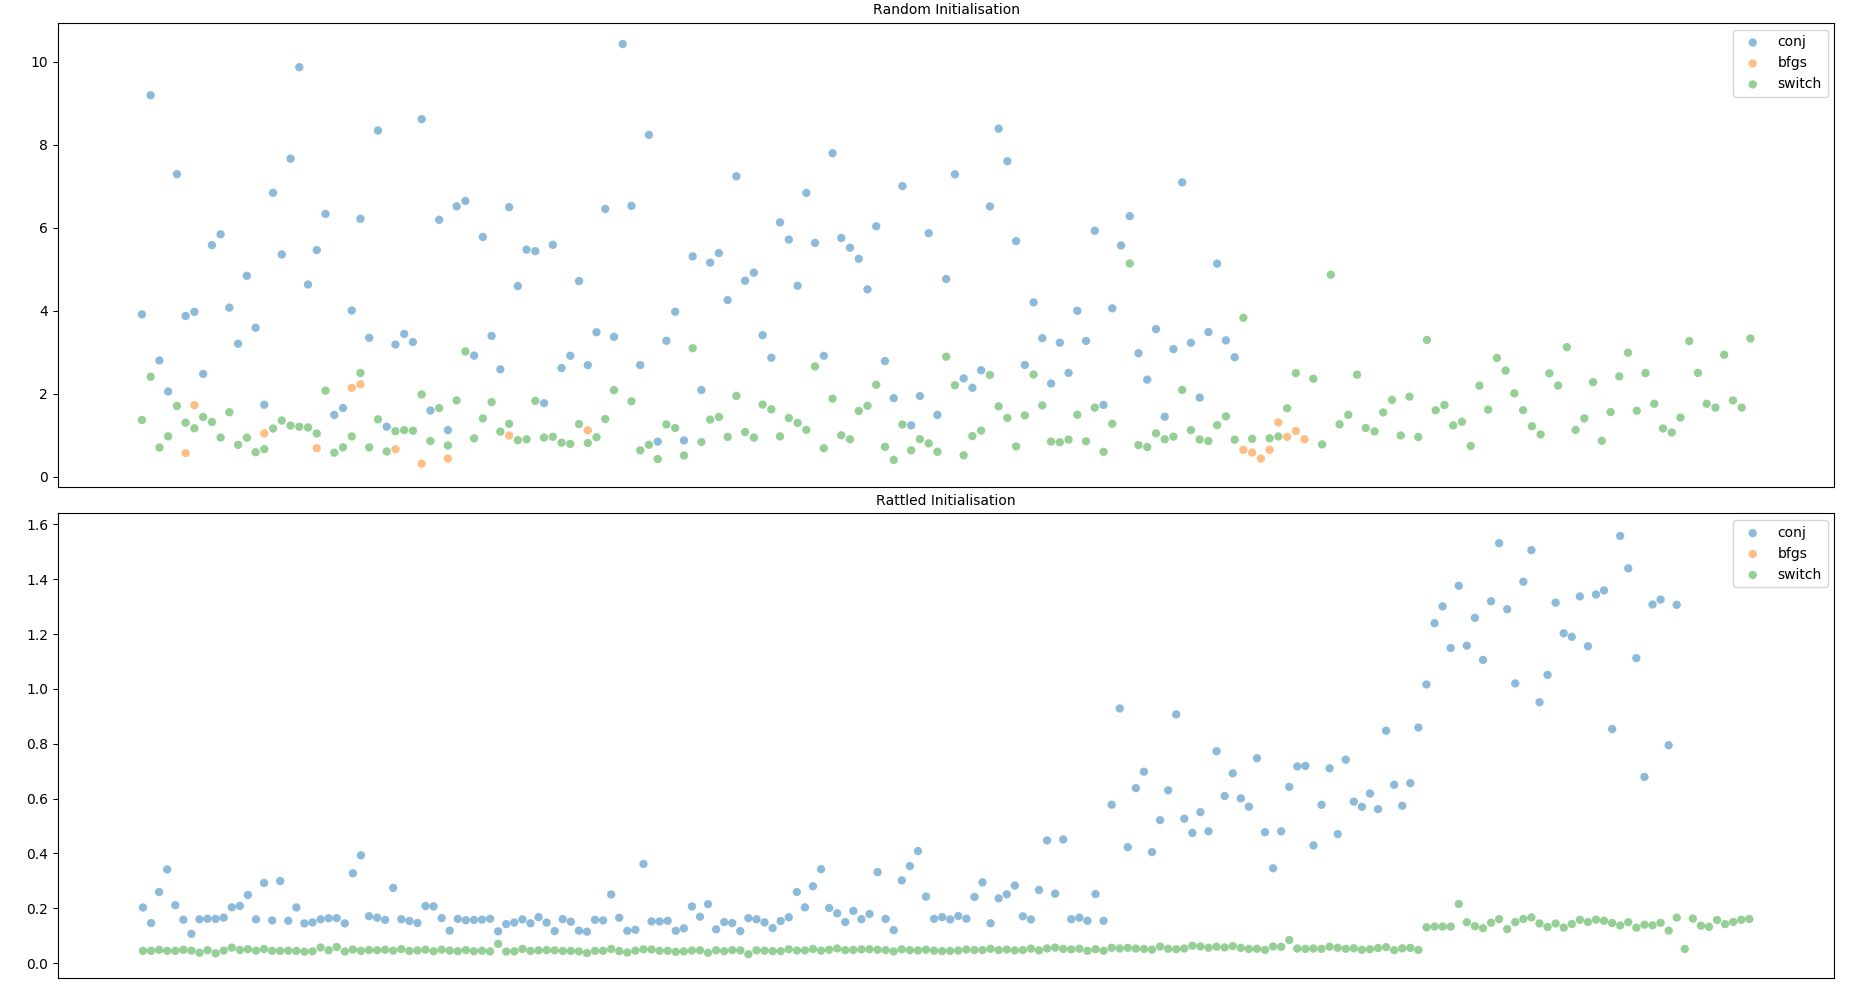 Random Initialisation
10
8
6
4
2
0
conj
bfgs
switch
Rattled Initialisation
1.6
1.4
1.2
1.0
0.8
0.6
0.4
0.2
0.0
conj
bfgs
switch